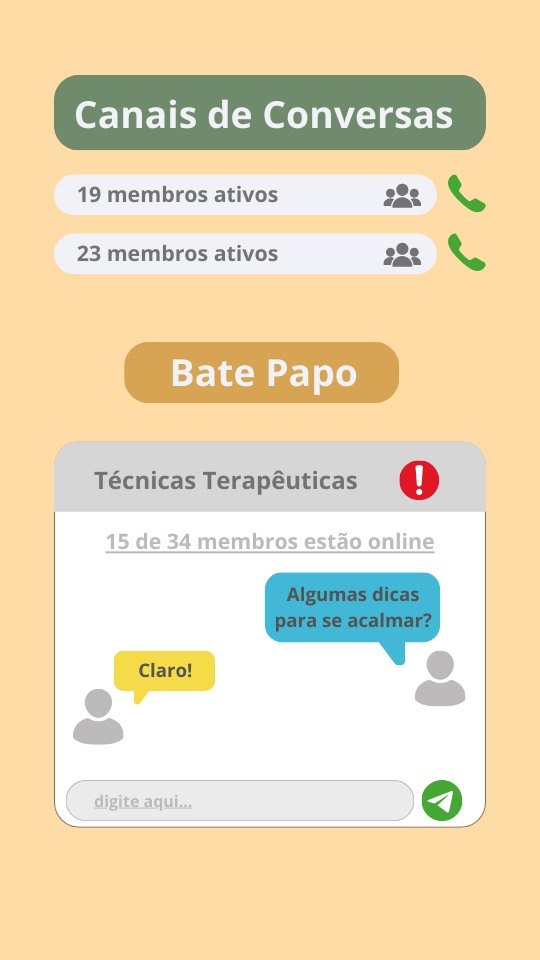 Canais de Conversas
19 membros ativos
23 membros ativos
Bate Papo
Técnicas Terapêuticas
15 de 34 membros estão online
Algumas dicas
para se acalmar?
Claro!
digite aqui...